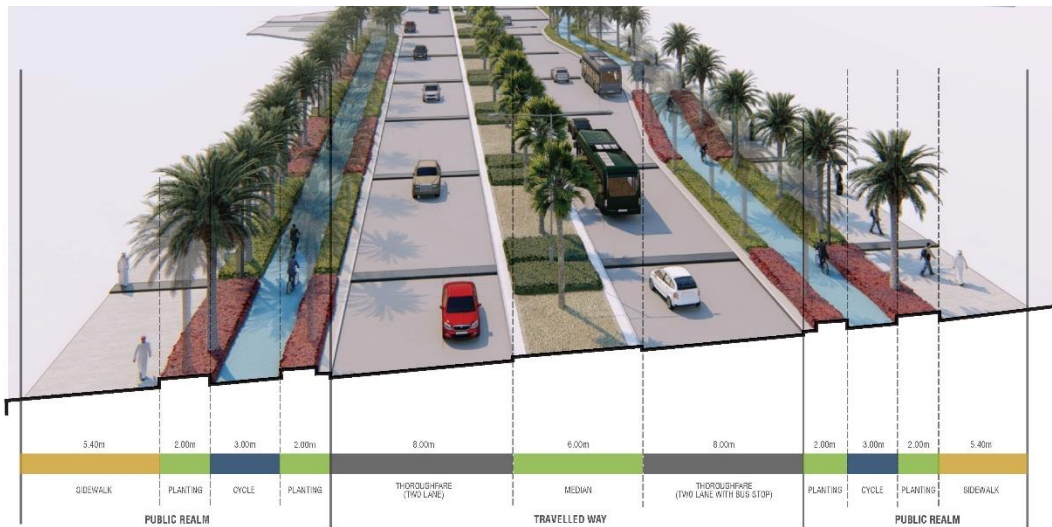 5.40m 2.00m 3.00m 2.00m 8.00m 6.00m 8.00m 2.00m 3.00m 2.00m 5.40m
SIDEWALK PLANTING CYCLE PLANTING THOROUGHFARE MEDIAN THOROUGHFARE PLANTING CYCLE PLANTING SIDEWALK
(TWO LANE) (TWO LANE WITH BUS STOP)
PUBLIC REALM TRAVELLED WAY PUBLIC REALM